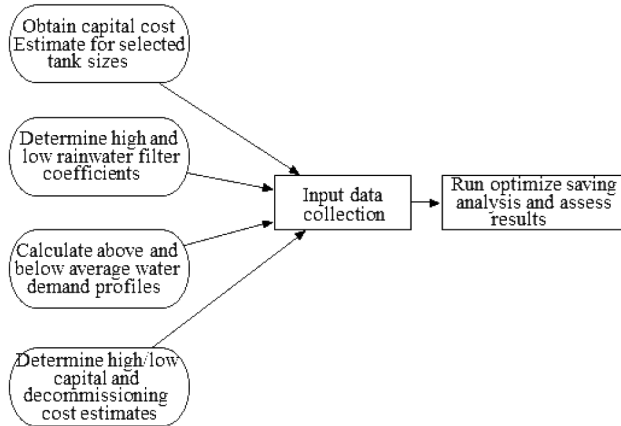 Obtain capital cost
Estimate for selected
tank sizes
Determine high and
low rainwater filter
coefficients
Calculate above and
below average water
demand profiles
Determine high/low
capital and
decommissioning
cost estimates
Input data
collection
Run optimize saving
analysis and assess
results